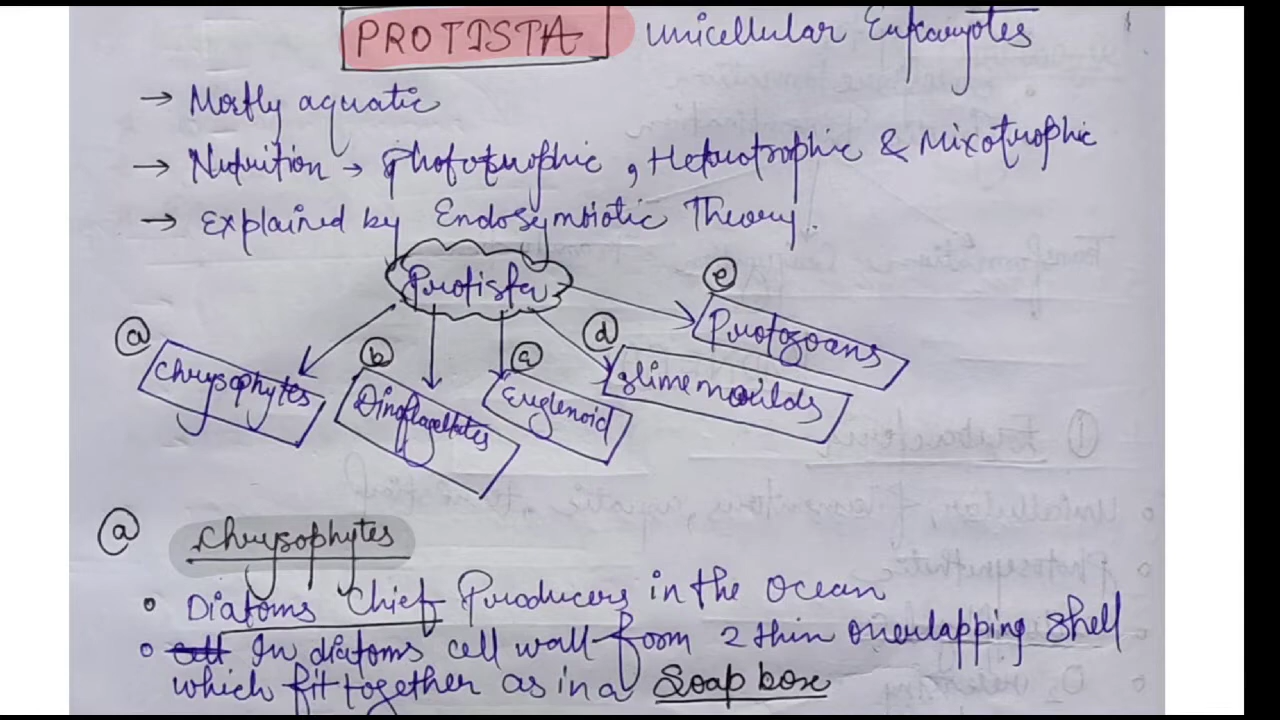 PROTISTA Unicellular Eukaryotes
→ Mostly aquatic
→ Nutrition → Phototrophic, Heterotrophic & Mixotrophic
→ Explained by Endosymbiotic Theory.
Protista
ⓔ
Protozoans
ⓐ
Chrysophytes
ⓑ
Dinoflagellates
ⓐ
Euglenoid
ⓓ
Slime moulds
ⓐ Chrysophytes
• Diatoms Chief Producers in the Ocean
• cell In diatoms cell wall form 2 thin overlapping shell
which fit together as in a Soap box